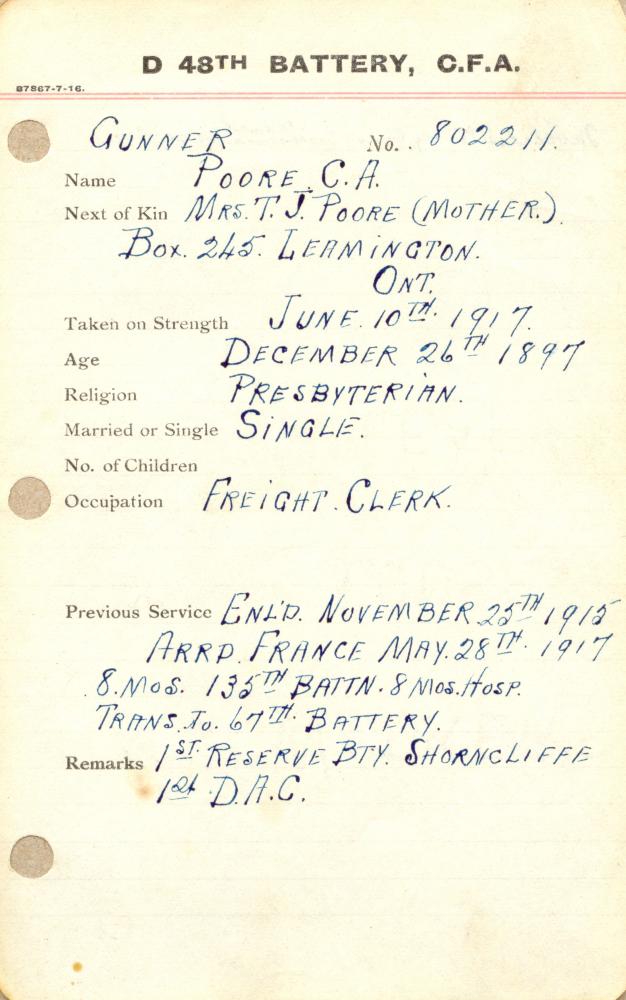 D 48TH BATTERY, C.F.A.
87867-7-16.
GUNNER No. . 802211.
Name POORE. C.A.
Next of Kin MRS. T. J. POORE (MOTHER.)
BOX. 245. LEAMINGTON.
ONT.
Taken on Strength JUNE. 10TH. 1917.
Age DECEMBER 26TH 1897
Religion PRESBYTERIAN.
Married or Single SINGLE.
No. of Children
Occupation FREIGHT. CLERK.
Previous Service ENL'D. NOVEMBER 25TH 1915
ARRD. FRANCE MAY. 28TH. 1917
8. MOS. 135TH BATTN. 8 MOS. HOSP.
TRANS. TO. 67TH. BATTERY.
Remarks 1ST. RESERVE BTY. SHORNCLIFFE
1st. D.A.C.